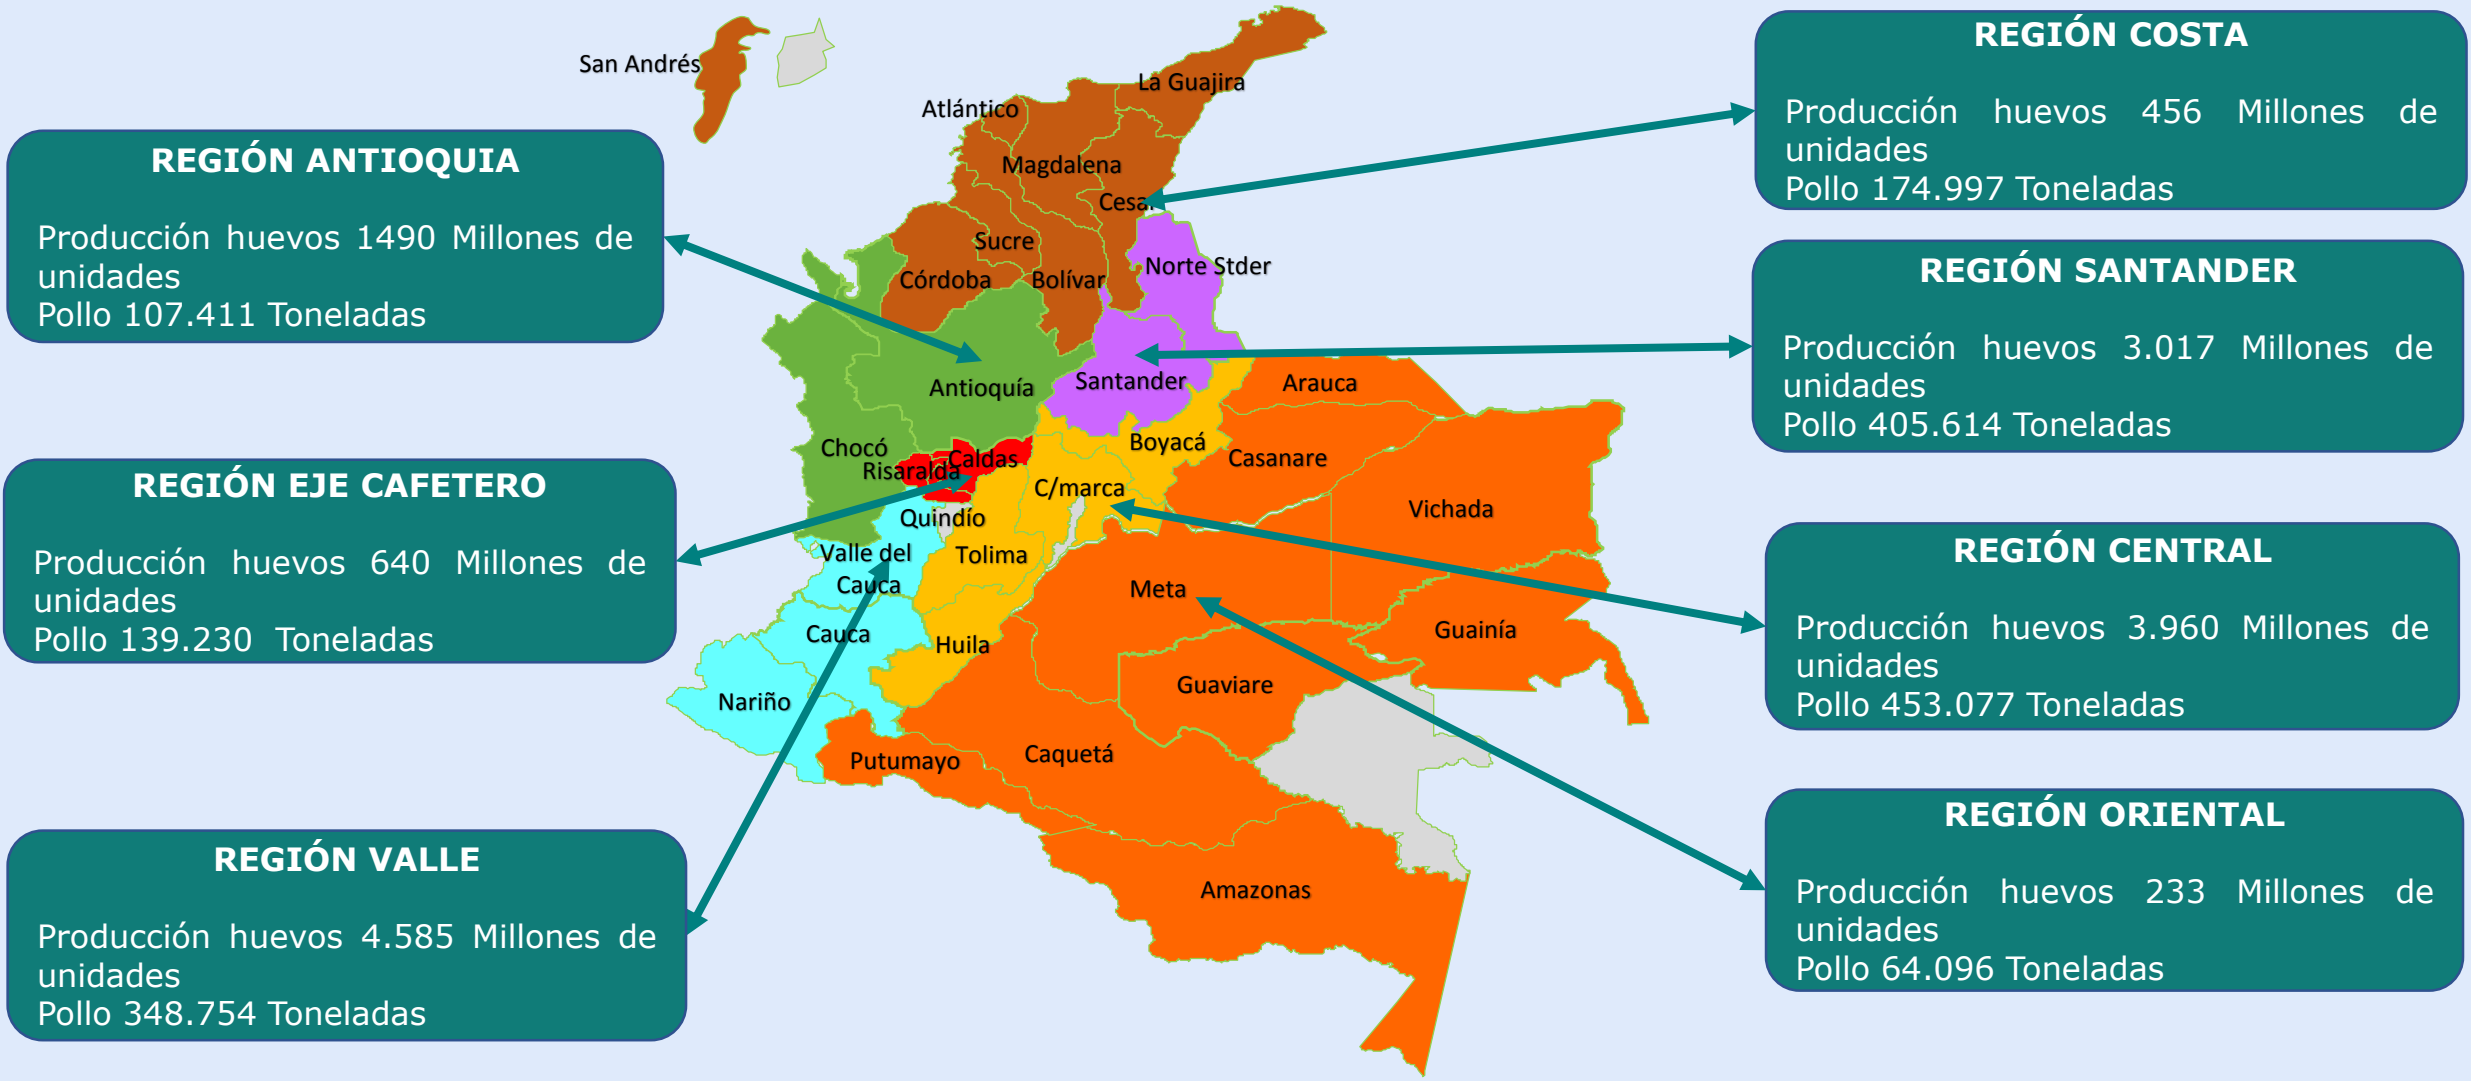 REGIÓN ANTIOQUIA
Producción huevos 1490 Millones de
unidades
Pollo 107.411 Toneladas
REGIÓN EJE CAFETERO
Producción huevos 640 Millones de
unidades
Pollo 139.230 Toneladas
REGIÓN VALLE
Producción huevos 4.585 Millones de
unidades
Pollo 348.754 Toneladas
San Andrés
La Guajira
Atlántico
Magdalena
Cesar
Sucre
Córdoba
Bolívar
Norte Stder
Antioquía
Santander
Arauca
Chocó
Boyacá
Risaralda
Caldas
Casanare
C/marca
Vichada
Quindío
Valle del
Cauca
Tolima
Meta
Cauca
Huila
Guainía
Nariño
Guaviare
Putumayo
Caquetá
Amazonas
REGIÓN COSTA
Producción huevos 456 Millones de
unidades
Pollo 174.997 Toneladas
REGIÓN SANTANDER
Producción huevos 3.017 Millones de
unidades
Pollo 405.614 Toneladas
REGIÓN CENTRAL
Producción huevos 3.960 Millones de
unidades
Pollo 453.077 Toneladas
REGIÓN ORIENTAL
Producción huevos 233 Millones de
unidades
Pollo 64.096 Toneladas